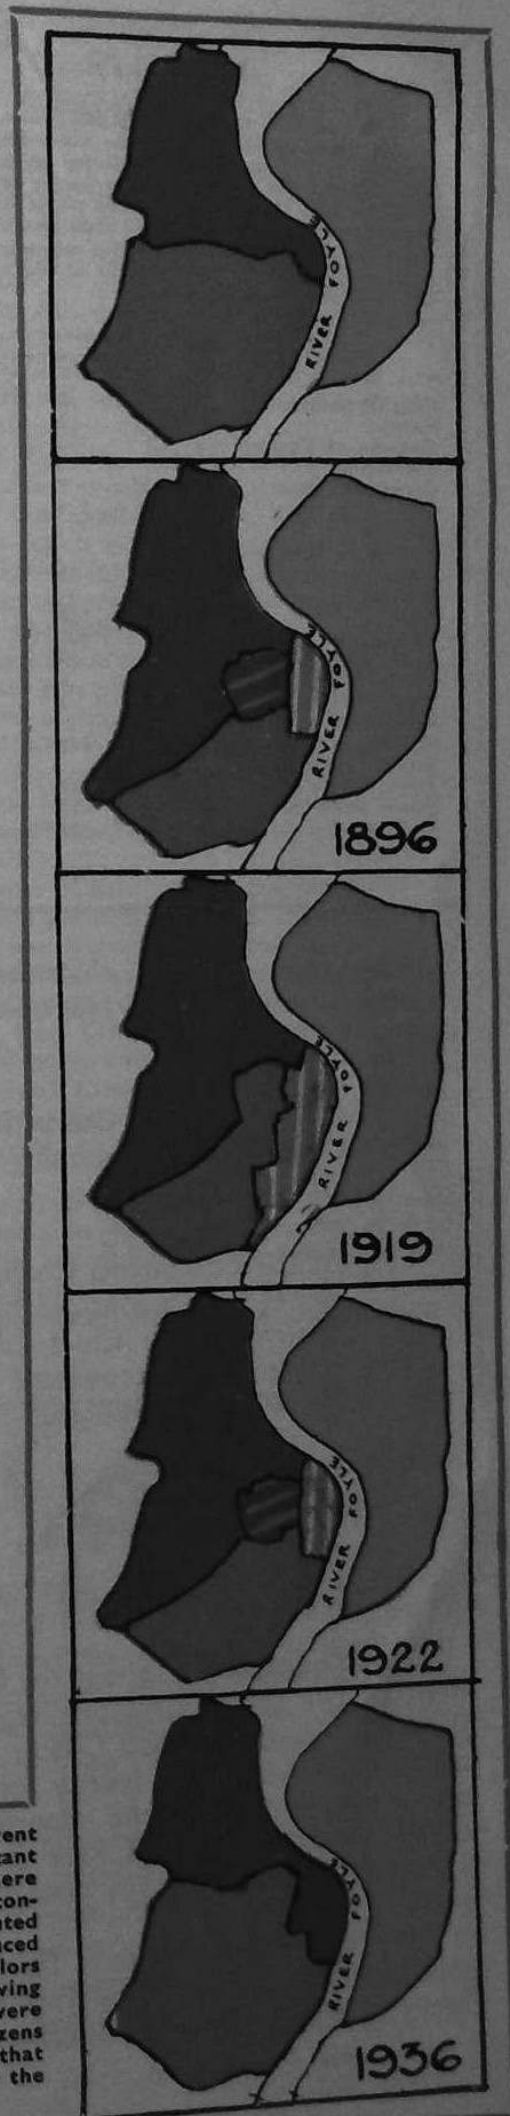 RIVER FOYLE
RIVER FOYLE
1896
RIVER FOYLE
1919
RIVER FOYLE
1922
RIVER FOYLE
1936
ent
tant
ere
con-
ted
ced
lors
ving
vere
zens
that
the